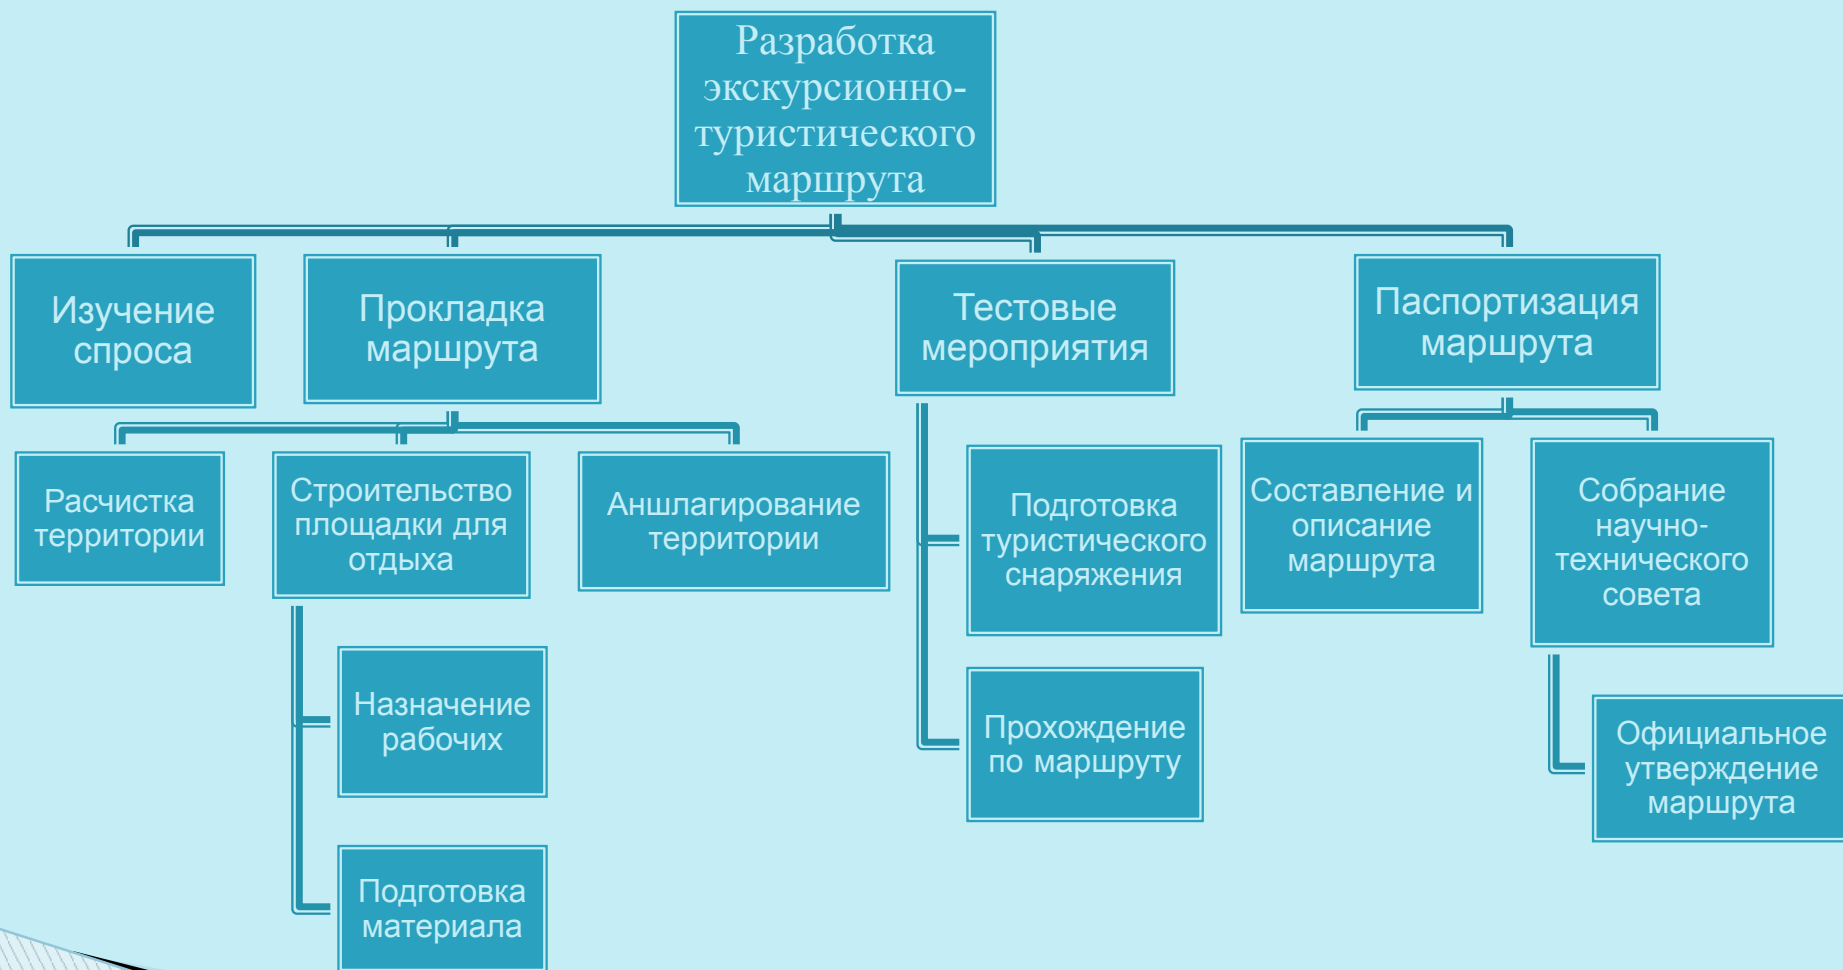 Разработка
экскурсионно-
туристического
маршрута
Изучение
спроса
Прокладка
маршрута
Тестовые
мероприятия
Паспортизация
маршрута
Расчистка
территории
Строительство
площадки для
отдыха
Аншлагирование
территории
Подготовка
туристического
снаряжения
Составление и
описание
маршрута
Собрание
научно-
технического
совета
Назначение
рабочих
Прохождение
по маршруту
Официальное
утверждение
маршрута
Подготовка
материала